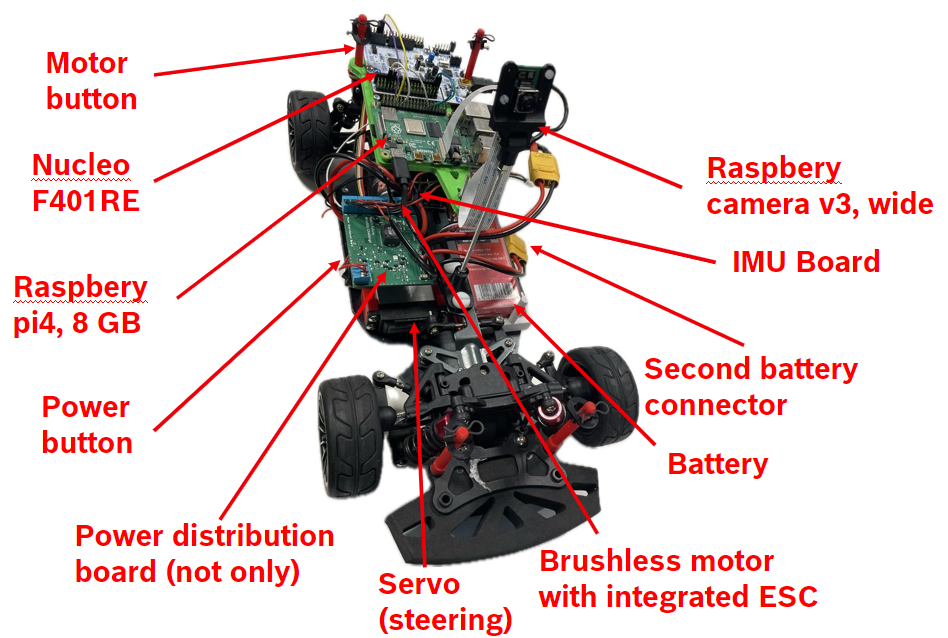 Motor
button
Nucleo
F401RE
Raspbery
pi4, 8 GB
Power
button
Power distribution
board (not only)
Servo
(steering)
Raspbery
camera v3, wide
IMU Board
Second battery
connector
Battery
Brushless motor
with integrated ESC